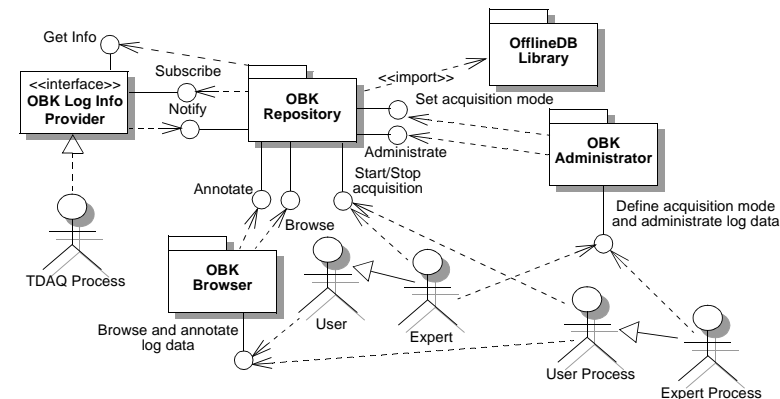 Get Info
<<interface>>
OBK Log Info
Provider
Subscribe
Notify
OBK
Repository
<<import>>
OfflineDB
Library
Set acquisition mode
Administrate
OBK
Administrator
Annotate
Browse
Start/Stop
acquisition
Define acquisition mode
and administrate log data
TDAQ Process
OBK
Browser
User
Expert
Browse and annotate
log data
User Process
Expert Process